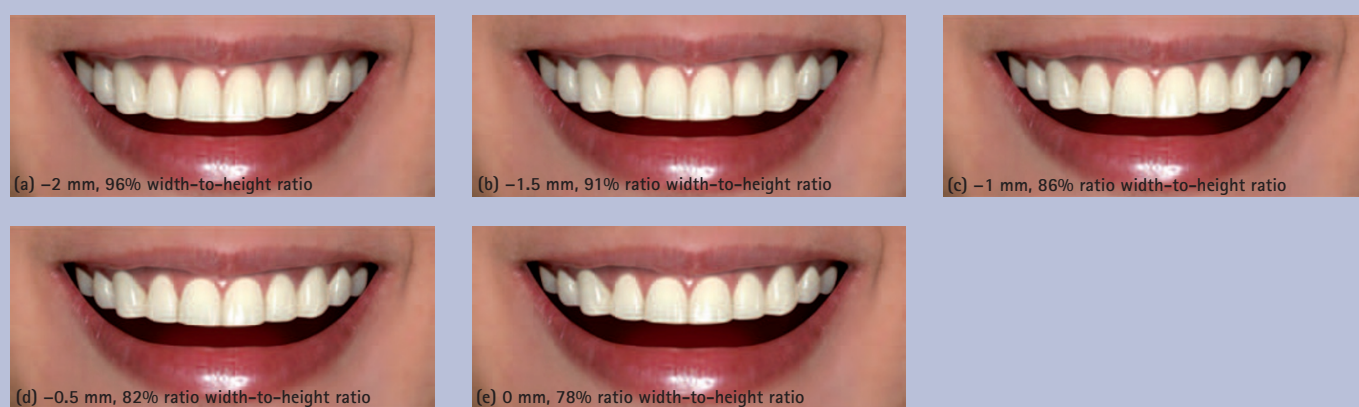 (a) −2 mm, 96% width-to-height ratio
(b) −1.5 mm, 91% ratio width-to-height ratio
(c) −1 mm, 86% ratio width-to-height ratio
(d) −0.5 mm, 82% ratio width-to-height ratio
(e) 0 mm, 78% ratio width-to-height ratio